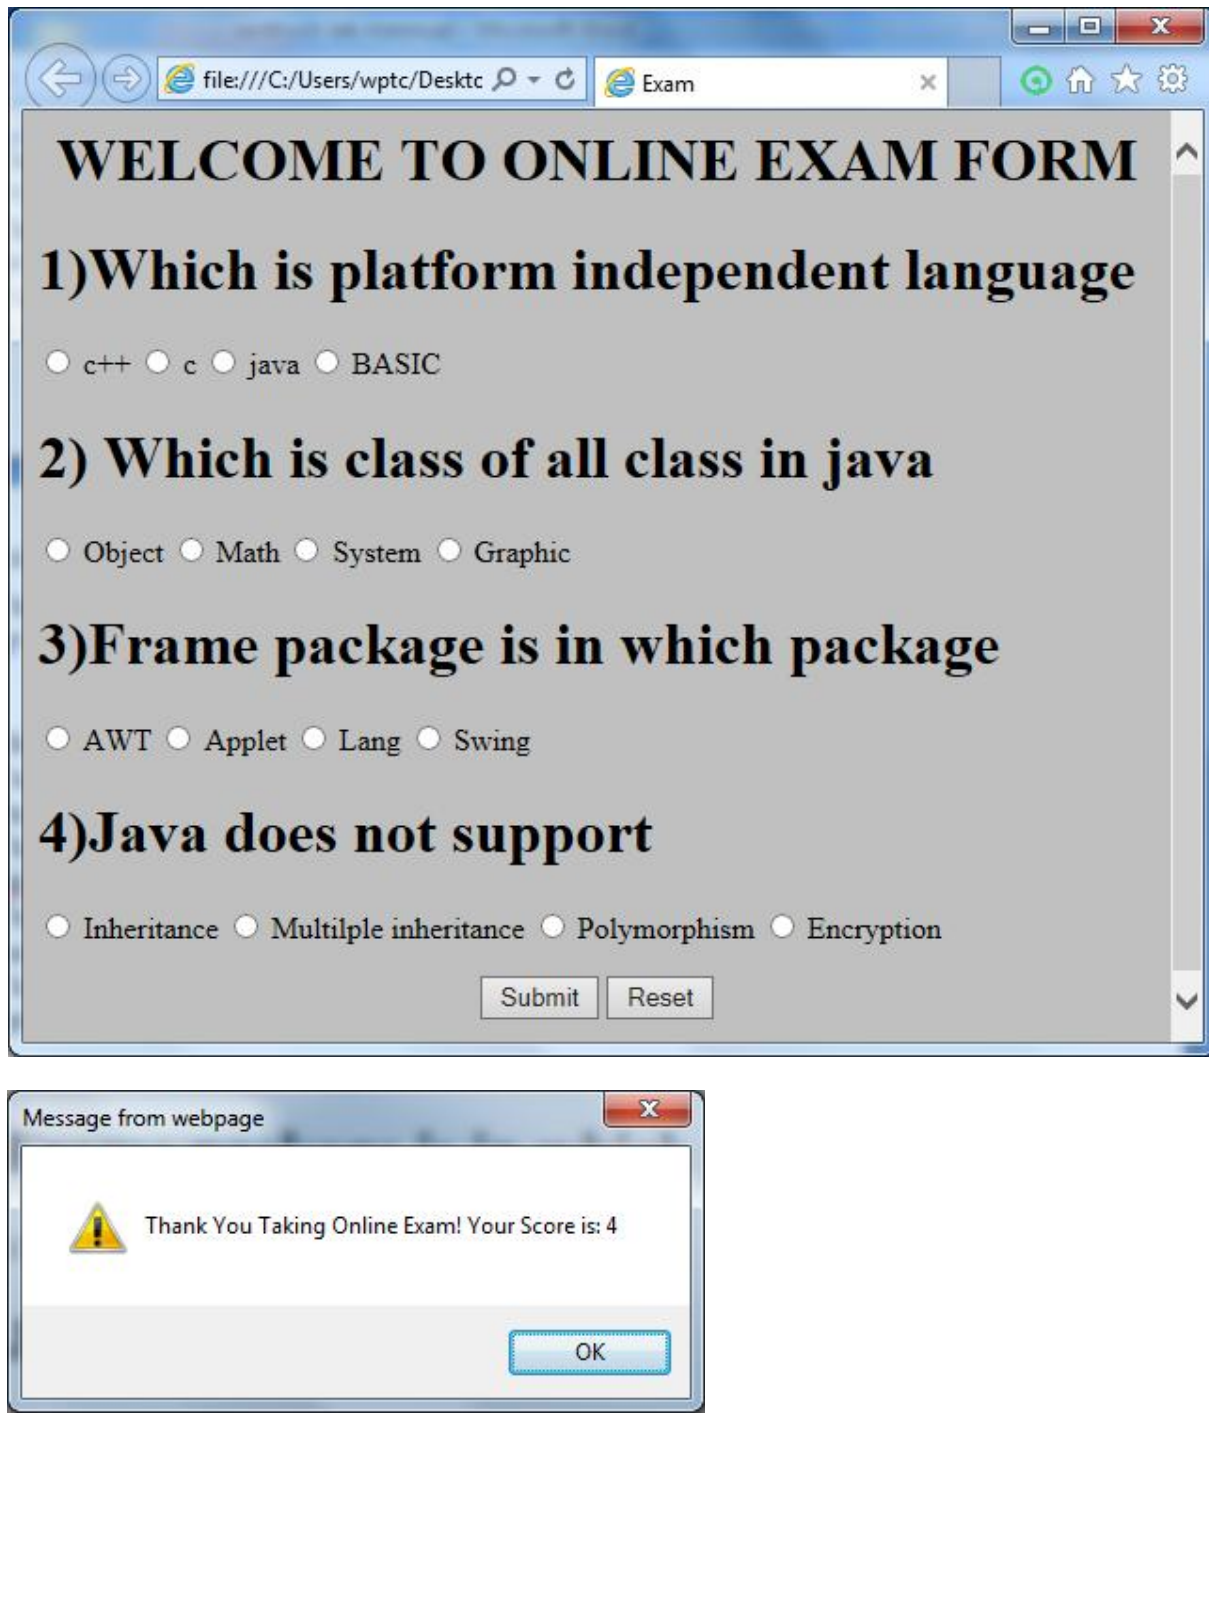 file:///C:/Users/wptc/Desktc
Exam
WELCOME TO ONLINE EXAM FORM
1)Which is platform independent language
c++ c java BASIC
2) Which is class of all class in java
Object Math System Graphic
3)Frame package is in which package
AWT Applet Lang Swing
4)Java does not support
Inheritance Multilple inheritance Polymorphism Encryption
Submit Reset
Message from webpage
Thank You Taking Online Exam! Your Score is: 4
OK